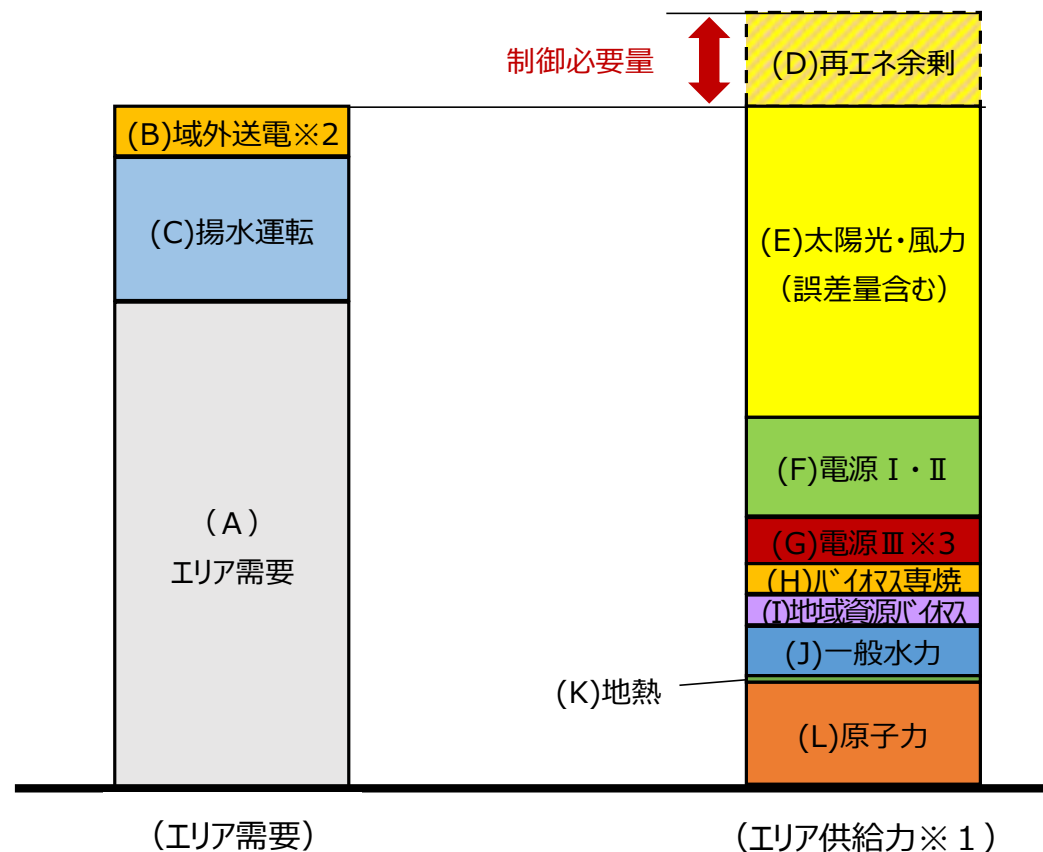 制御必要量
(D)再エネ余剰
(B)域外送電※2
(C)揚水運転
(A)
エリア需要
(E)太陽光・風力
(誤差量含む)
(F)電源Ⅰ・Ⅱ
(G)電源Ⅲ※3
(H)バイオマス専焼
(I)地域資源バイオマス
(J)一般水力
(K)地熱
(L)原子力
(エリア需要)
(エリア供給力※1)